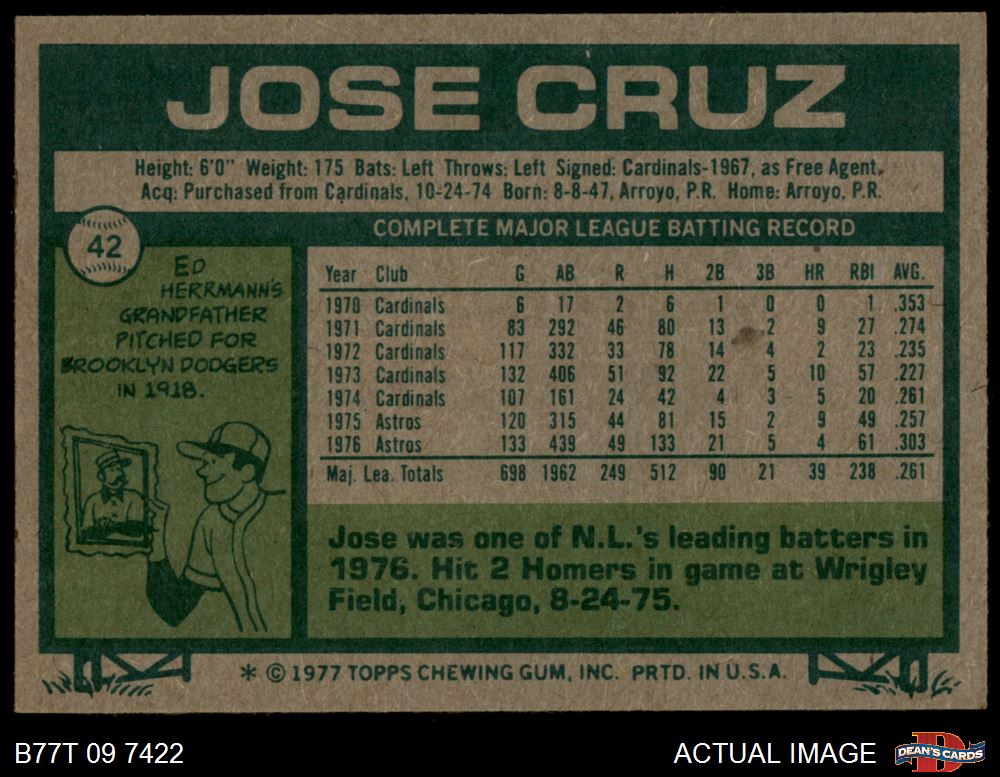 JOSE CRUZ
Height: 6'0" Weight: 175 Bats: Left Throws: Left Signed: Cardinals-1967, as Free Agent,
Acq: Purchased from Cardinals, 10-24-74 Born: 8-8-47, Arroyo, P.R. Home: Arroyo, P.R.
42
COMPLETE MAJOR LEAGUE BATTING RECORD
ED
HERRMANN'S
GRANDFATHER
PITCHED FOR
BROOKLYN DODGERS
IN 1918.
Year Club G AB R H 2B 3B HR RBI AVG.
1970 Cardinals 6 17 2 6 1 0 0 1 .353
1971 Cardinals 83 292 46 80 13 2 9 27 .274
1972 Cardinals 117 332 33 78 14 4 2 23 .235
1973 Cardinals 132 406 51 92 22 5 10 57 .227
1974 Cardinals 107 161 24 42 4 3 5 20 .261
1975 Astros 120 315 44 81 15 2 9 49 .257
1976 Astros 133 439 49 133 21 5 4 61 .303
Maj. Lea. Totals 698 1962 249 512 90 21 39 238 .261
Jose was one of N.L.'s leading batters in
1976. Hit 2 Homers in game at Wrigley
Field, Chicago, 8-24-75.
* © 1977 TOPPS CHEWING GUM, INC. PRTD. IN U.S.A.
B77T 09 7422
ACTUAL IMAGE
D
DEAN'S CARDS